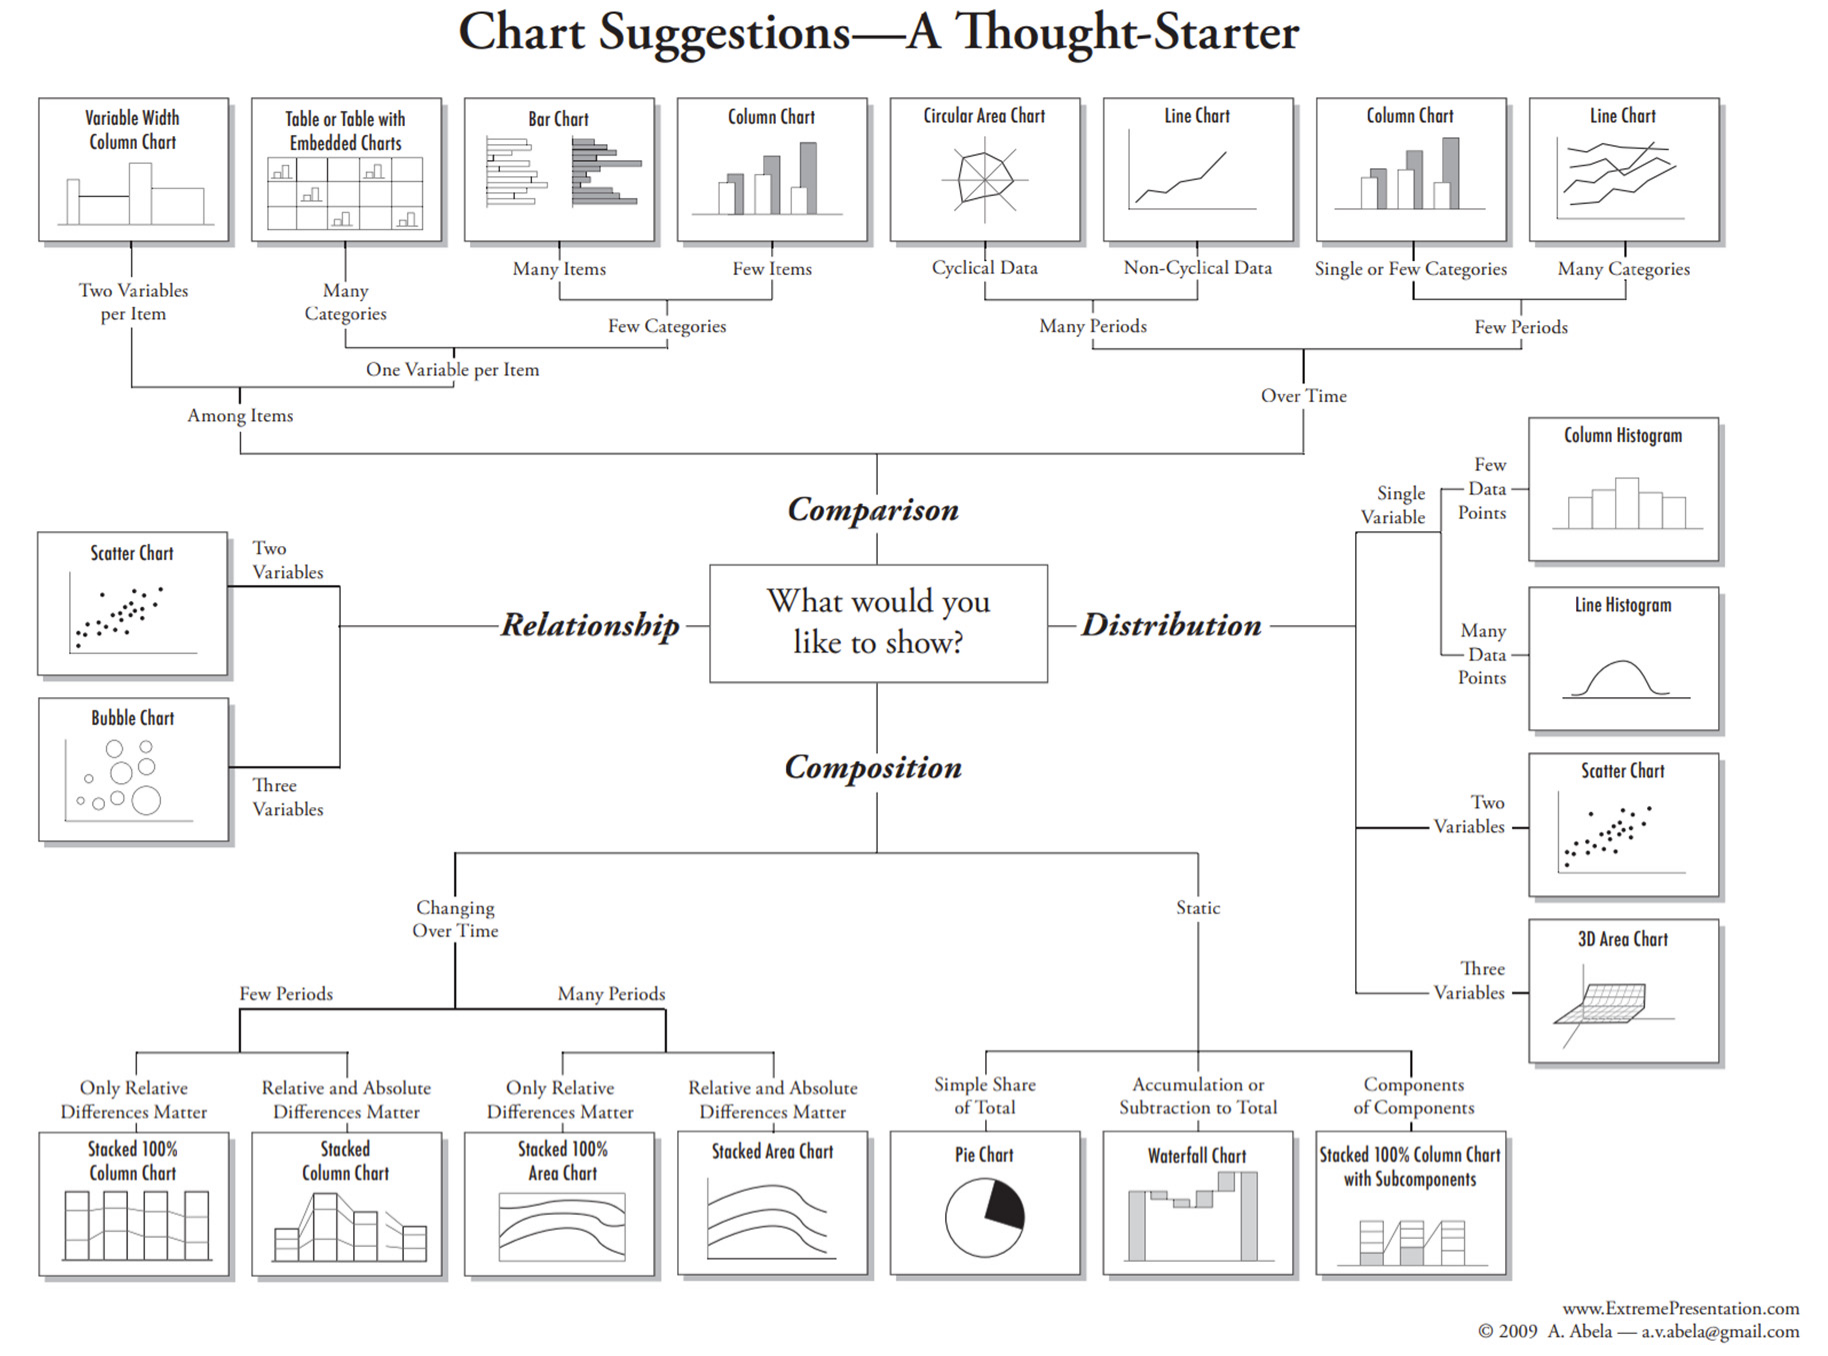 Chart Suggestions—A Thought-Starter
Variable Width
Column Chart
Table or Table with
Embedded Charts
Bar Chart
Column Chart
Circular Area Chart
Line Chart
Column Chart
Line Chart
Two Variables
per Item
Many
Categories
Many Items
Few Items
Cyclical Data
Non-Cyclical Data
Single or Few Categories
Many Categories
Few Categories
Many Periods
Few Periods
One Variable per Item
Among Items
Over Time
Comparison
Relationship
What would you
like to show?
Distribution
Composition
Two
Variables
Scatter Chart
Three
Variables
Bubble Chart
Single
Variable
Few
Data
Points
Column Histogram
Many
Data
Points
Line Histogram
Two
Variables
Scatter Chart
Three
Variables
3D Area Chart
Changing
Over Time
Static
Few Periods
Many Periods
Only Relative
Differences Matter
Relative and Absolute
Differences Matter
Only Relative
Differences Matter
Relative and Absolute
Differences Matter
Simple Share
of Total
Accumulation or
Subtraction to Total
Components
of Components
Stacked 100%
Column Chart
Stacked
Column Chart
Stacked 100%
Area Chart
Stacked Area Chart
Pie Chart
Waterfall Chart
Stacked 100% Column Chart
with Subcomponents
www.ExtremePresentation.com
© 2009 A. Abela — a.v.abela@gmail.com